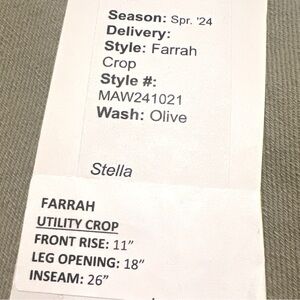 Season: Spr. '24
Delivery:
Style: Farrah
Crop
Style #:
MAW241021
Wash: Olive
Stella
FARRAH
UTILITY CROP
FRONT RISE: 11”
LEG OPENING: 18”
INSEAM: 26”